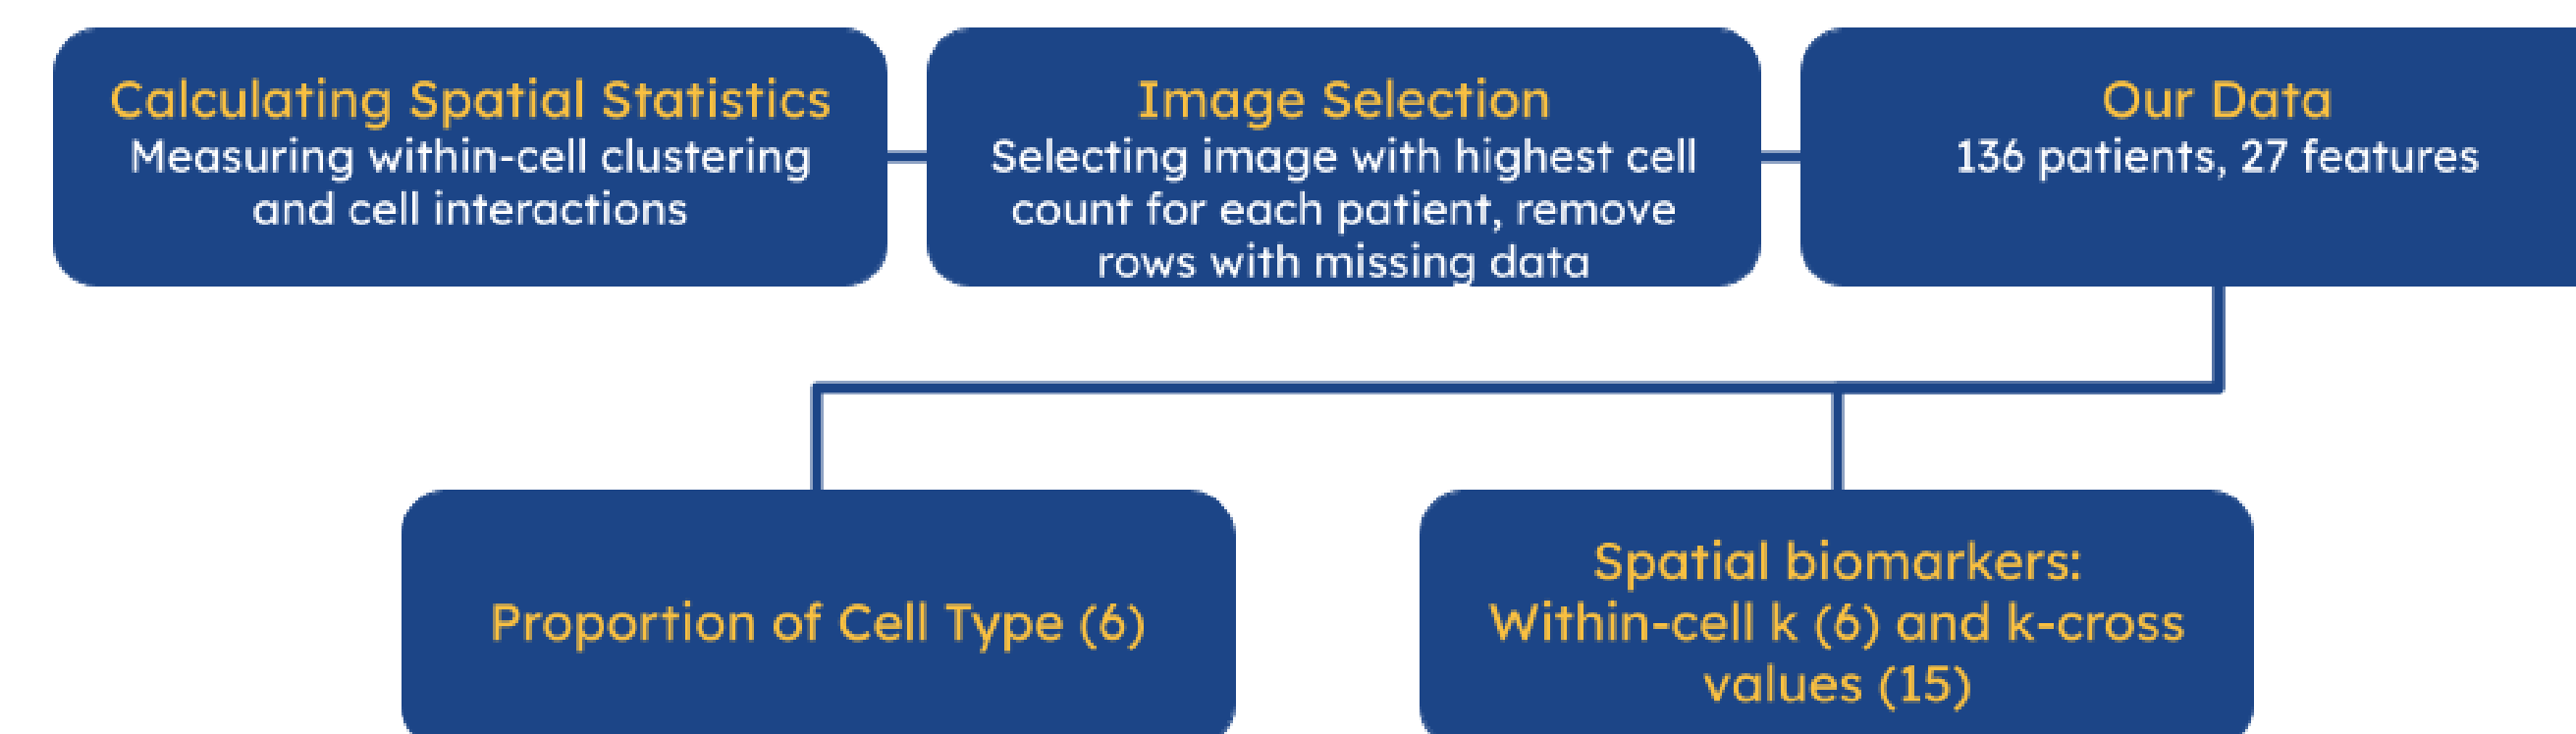 Calculating Spatial Statistics
Measuring within-cell clustering
and cell interactions
Image Selection
Selecting image with highest cell
count for each patient, remove
rows with missing data
Our Data
136 patients, 27 features
Proportion of Cell Type (6)
Spatial biomarkers:
Within-cell k (6) and k-cross
values (15)